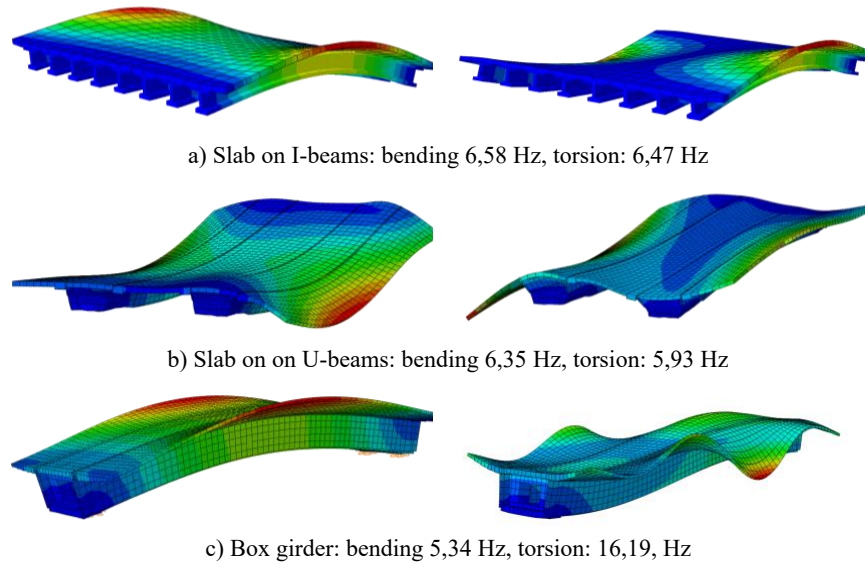 a) Slab on I-beams: bending 6,58 Hz, torsion: 6,47 Hz
b) Slab on on U-beams: bending 6,35 Hz, torsion: 5,93 Hz
c) Box girder: bending 5,34 Hz, torsion: 16,19, Hz